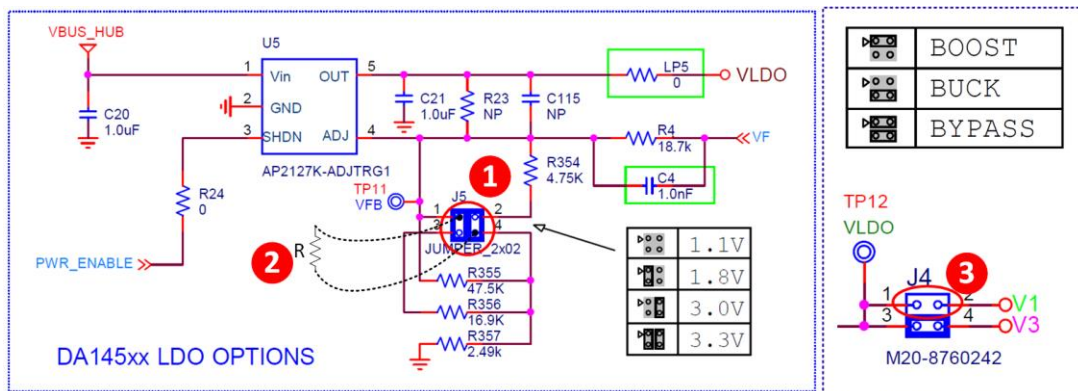 VBUS_HUB
U5
1 Vin OUT 5
2 GND
3 SHDN ADJ 4
AP2127K-ADJTRG1
C20
1.0uF
C21
1.0uF
R23
NP
C115
NP
LP5
0
VLDO
R4
18.7k
VF
C4
1.0nF
R354
4.75K
R24
0
PWR_ENABLE
TP11
VFB
1
J5
1 2
3 4
JUMPER_2x02
2
R
R355
47.5K
R356
16.9K
R357
2.49k
1.1V
1.8V
3.0V
3.3V
DA145xx LDO OPTIONS
BOOST
BUCK
BYPASS
TP12
VLDO
J4
3
1 2 V1
3 4 V3
M20-8760242